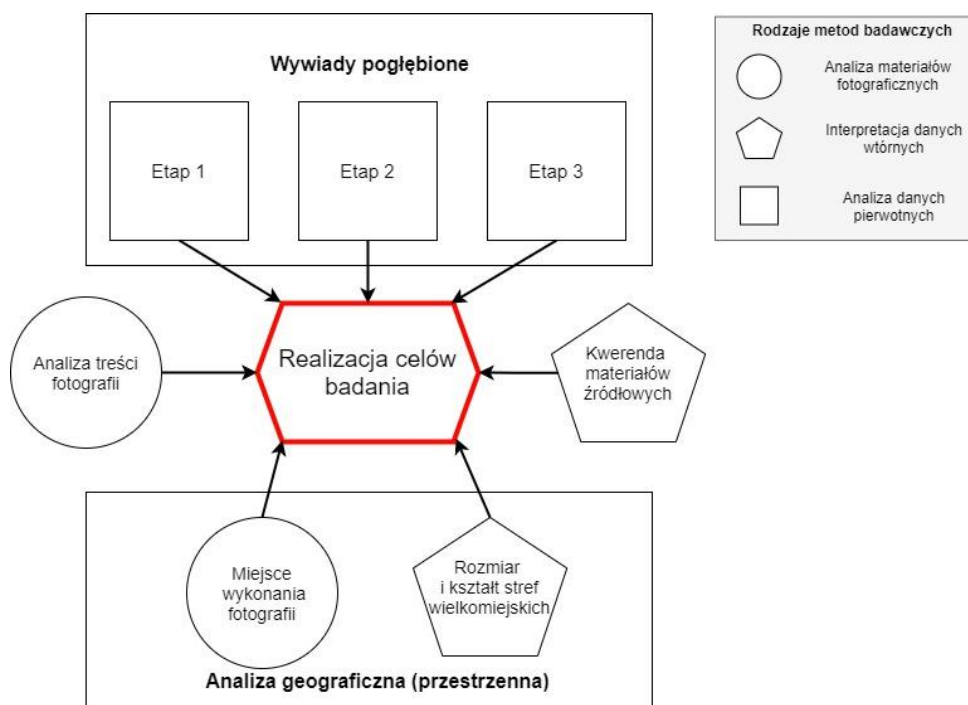 Wywiady pogłębione
Etap 1
Etap 2
Etap 3
Rodzaje metod badawczych
Analiza materiałów
fotograficznych
Interpretacja danych
wtórnych
Analiza danych
pierwotnych
Analiza treści
fotografii
Realizacja celów
badania
Kwerenda
materiałów
źródłowych
Miejsce
wykonania
fotografii
Rozmiar
i kształt stref
wielkomiejskich
Analiza geograficzna (przestrzenna)